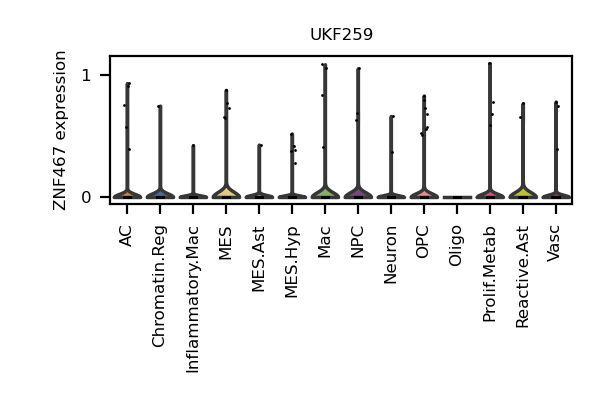 UKF259
ZNF467 expression
1
0
AC
Chromatin.Reg
Inflammatory.Mac
MES
MES.Ast
MES.Hyp
Mac
NPC
Neuron
OPC
Oligo
Prolif.Metab
Reactive.Ast
Vasc